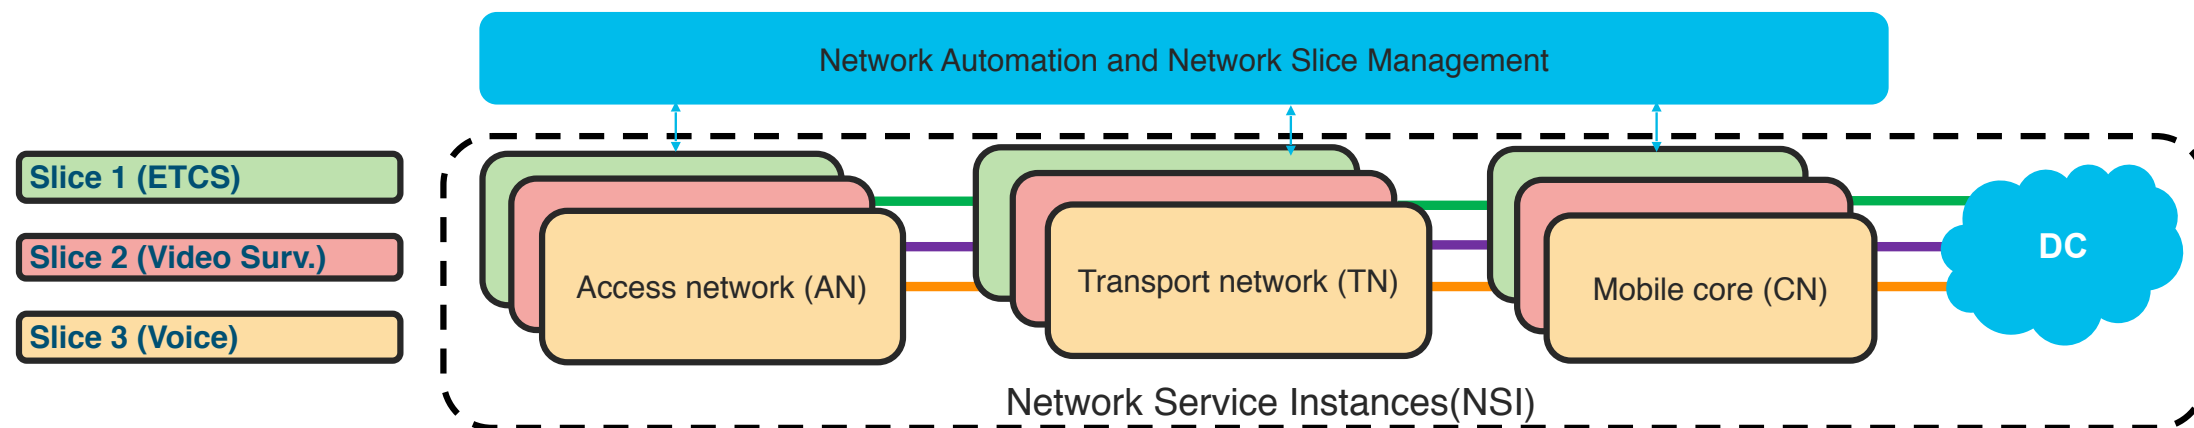 Network Automation and Network Slice Management
Slice 1 (ETCS)
Slice 2 (Video Surv.)
Slice 3 (Voice)
Access network (AN)
Transport network (TN)
Mobile core (CN)
DC
Network Service Instances(NSI)